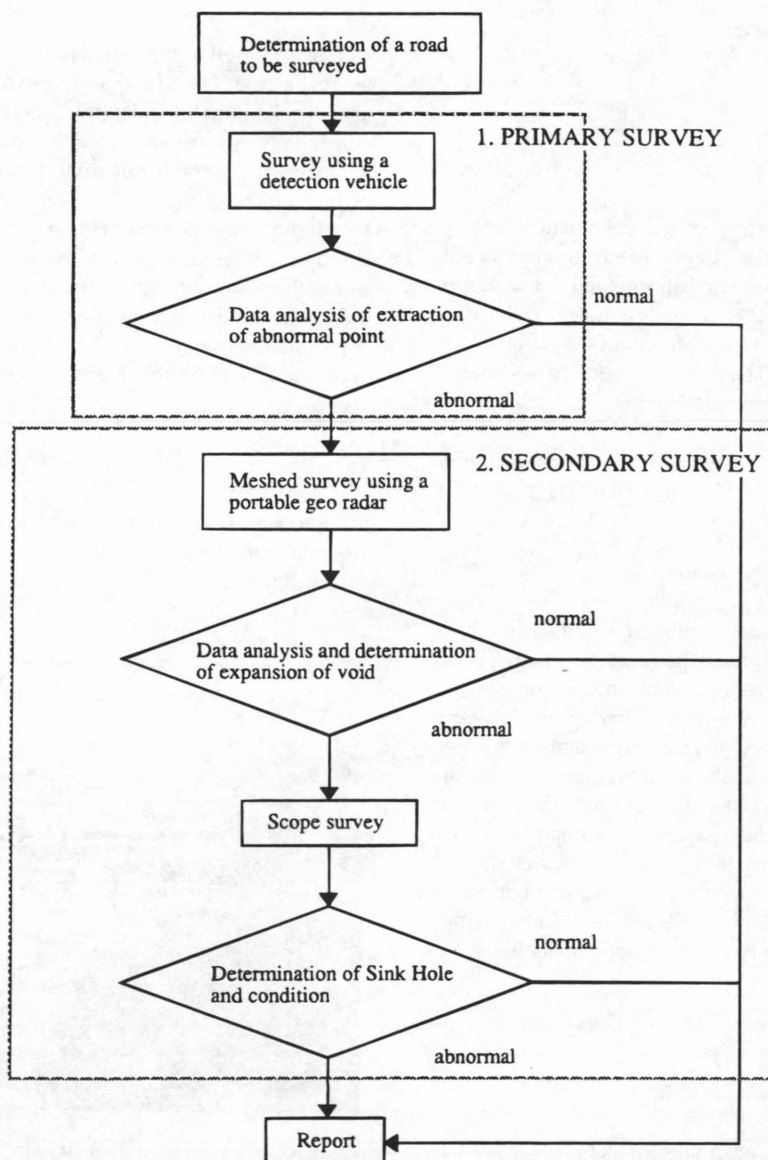 Determination of a road
to be surveyed
1. PRIMARY SURVEY
Survey using a
detection vehicle
normal
Data analysis of extraction
of abnormal point
abnormal
2. SECONDARY SURVEY
Meshed survey using a
portable geo radar
normal
Data analysis and determination
of expansion of void
abnormal
Scope survey
normal
Determination of Sink Hole
and condition
abnormal
Report